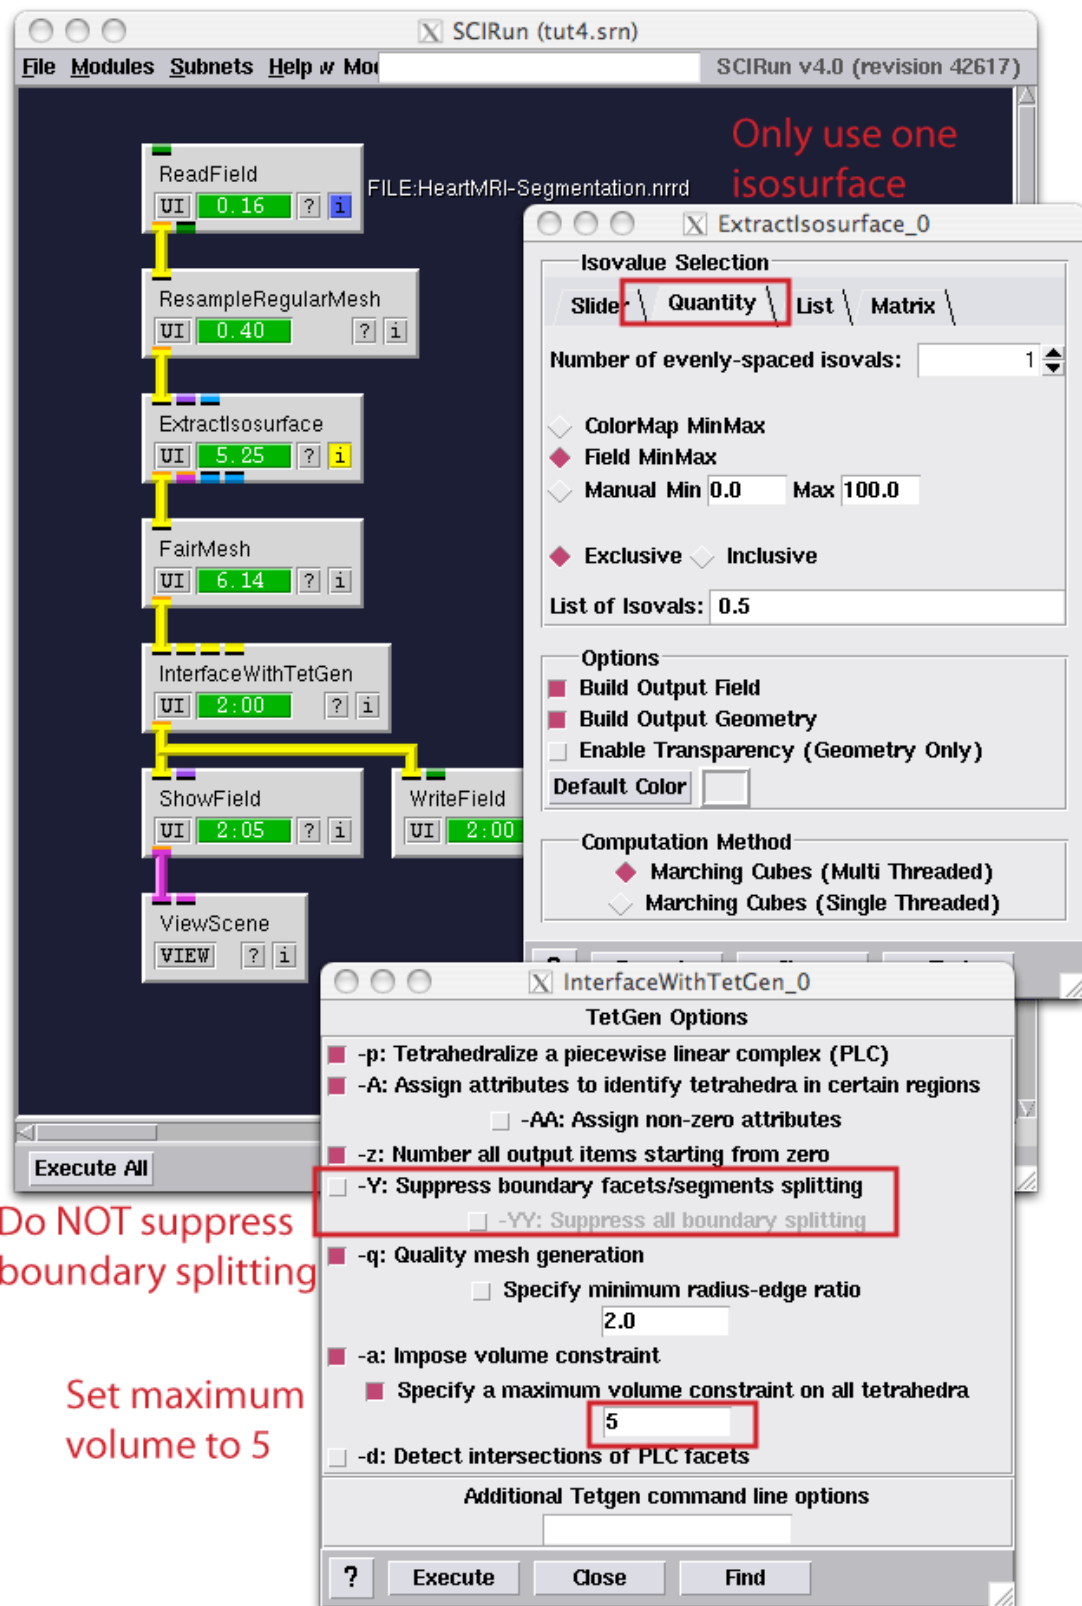 SCIRun (tut4.srn)
File Modules Subnets Help w Mo
SCIRun v4.0 (revision 42617)
Only use one
isosurface
ReadField
UI 0.16 ? i
FILE:HeartMRI-Segmentation.nrrd
ResampleRegularMesh
UI 0.40 ? i
ExtractIsosurface
UI 5.25 ? i
FairMesh
UI 6.14 ? i
InterfaceWithTetGen
UI 2:00 ? i
ShowField
UI 2:05 ? i
WriteField
UI 2:00
ViewScene
VIEW ? i
Execute All
ExtractIsosurface_0
Isovalue Selection
Slider Quantity List Matrix
Number of evenly-spaced isovals: 1
ColorMap MinMax
Field MinMax
Manual Min 0.0 Max 100.0
Exclusive Inclusive
List of Isovals: 0.5
Options
Build Output Field
Build Output Geometry
Enable Transparency (Geometry Only)
Default Color
Computation Method
Marching Cubes (Multi Threaded)
Marching Cubes (Single Threaded)
InterfaceWithTetGen_0
TetGen Options
-p: Tetrahedralize a piecewise linear complex (PLC)
-A: Assign attributes to identify tetrahedra in certain regions
-AA: Assign non-zero attributes
-z: Number all output items starting from zero
-Y: Suppress boundary facets/segments splitting
-YY: Suppress all boundary splitting
-q: Quality mesh generation
Specify minimum radius-edge ratio
2.0
-a: Impose volume constraint
Specify a maximum volume constraint on all tetrahedra
5
-d: Detect intersections of PLC facets
Additional Tetgen command line options
? Execute Close Find
Do NOT suppress
boundary splitting
Set maximum
volume to 5